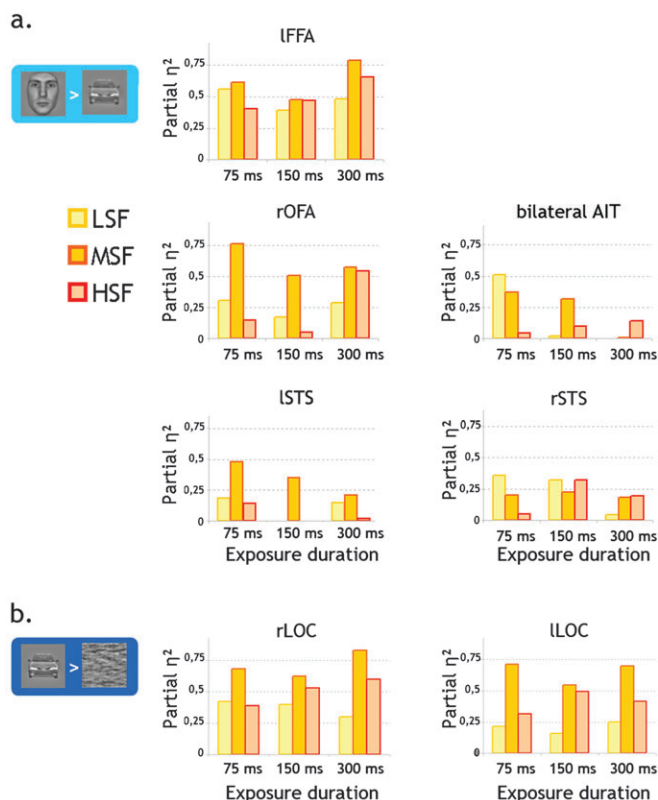 a.
>
lFFA
Partial η²
0,75
0,5
0,25
0
75 ms 150 ms 300 ms
LSF
MSF
HSF
rOFA
Partial η²
0,75
0,5
0,25
0
75 ms 150 ms 300 ms
bilateral AIT
Partial η²
0,75
0,5
0,25
0
75 ms 150 ms 300 ms
lSTS
Partial η²
0,75
0,5
0,25
0
75 ms 150 ms 300 ms
Exposure duration
rSTS
Partial η²
0,75
0,5
0,25
0
75 ms 150 ms 300 ms
Exposure duration
b.
>
rLOC
Partial η²
0,75
0,5
0,25
0
75 ms 150 ms 300 ms
Exposure duration
lLOC
Partial η²
0,75
0,5
0,25
0
75 ms 150 ms 300 ms
Exposure duration